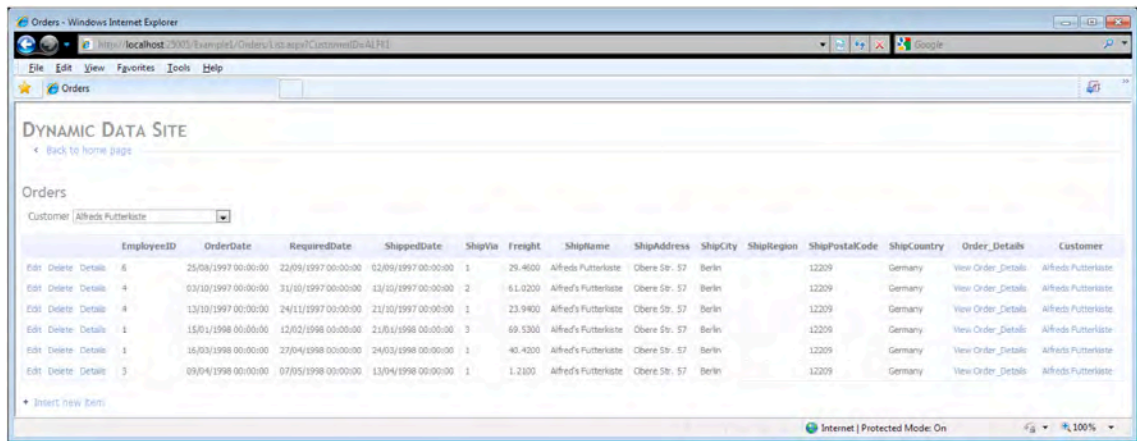 Orders - Windows Internet Explorer
http://localhost:25005/Example1/Orders/List.aspx?CustomerID=ALFKI Google
File Edit View Favorites Tools Help
Orders
DYNAMIC DATA SITE
Back to home page
Orders
Customer Alfreds Futterkiste
EmployeeID OrderDate RequiredDate ShippedDate ShipVia Freight ShipName ShipAddress ShipCity ShipRegion ShipPostalCode ShipCountry Order_Details Customer
Edit Delete Details 6 25/08/1997 00:00:00 22/09/1997 00:00:00 02/09/1997 00:00:00 1 29.4600 Alfreds Futterkiste Obere Str. 57 Berlin 12209 Germany View Order_Details Alfreds Futterkiste
Edit Delete Details 4 03/10/1997 00:00:00 31/10/1997 00:00:00 13/10/1997 00:00:00 2 61.0200 Alfred's Futterkiste Obere Str. 57 Berlin 12209 Germany View Order_Details Alfreds Futterkiste
Edit Delete Details 4 13/10/1997 00:00:00 24/11/1997 00:00:00 21/10/1997 00:00:00 1 23.9400 Alfred's Futterkiste Obere Str. 57 Berlin 12209 Germany View Order_Details Alfreds Futterkiste
Edit Delete Details 1 15/01/1998 00:00:00 12/02/1998 00:00:00 21/01/1998 00:00:00 3 69.5300 Alfred's Futterkiste Obere Str. 57 Berlin 12209 Germany View Order_Details Alfreds Futterkiste
Edit Delete Details 1 16/03/1998 00:00:00 27/04/1998 00:00:00 24/03/1998 00:00:00 1 40.4200 Alfred's Futterkiste Obere Str. 57 Berlin 12209 Germany View Order_Details Alfreds Futterkiste
Edit Delete Details 3 09/04/1998 00:00:00 07/05/1998 00:00:00 13/04/1998 00:00:00 1 1.2100 Alfred's Futterkiste Obere Str. 57 Berlin 12209 Germany View Order_Details Alfreds Futterkiste
Insert new item
Internet | Protected Mode: On 100%